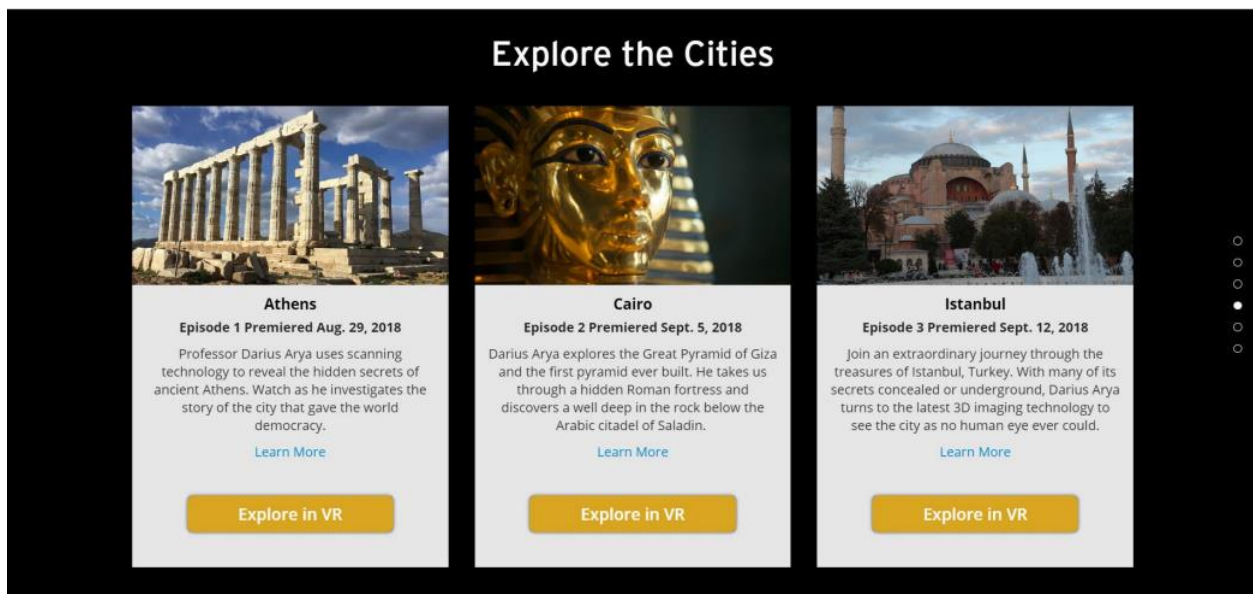 Explore the Cities
Athens
Episode 1 Premiered Aug. 29, 2018
Professor Darius Arya uses scanning
technology to reveal the hidden secrets of
ancient Athens. Watch as he investigates the
story of the city that gave the world
democracy.
Learn More
Explore in VR
Cairo
Episode 2 Premiered Sept. 5, 2018
Darius Arya explores the Great Pyramid of Giza
and the first pyramid ever built. He takes us
through a hidden Roman fortress and
discovers a well deep in the rock below the
Arabic citadel of Saladin.
Learn More
Explore in VR
Istanbul
Episode 3 Premiered Sept. 12, 2018
Join an extraordinary journey through the
treasures of Istanbul, Turkey. With many of its
secrets concealed or underground, Darius Arya
turns to the latest 3D imaging technology to
see the city as no human eye ever could.
Learn More
Explore in VR